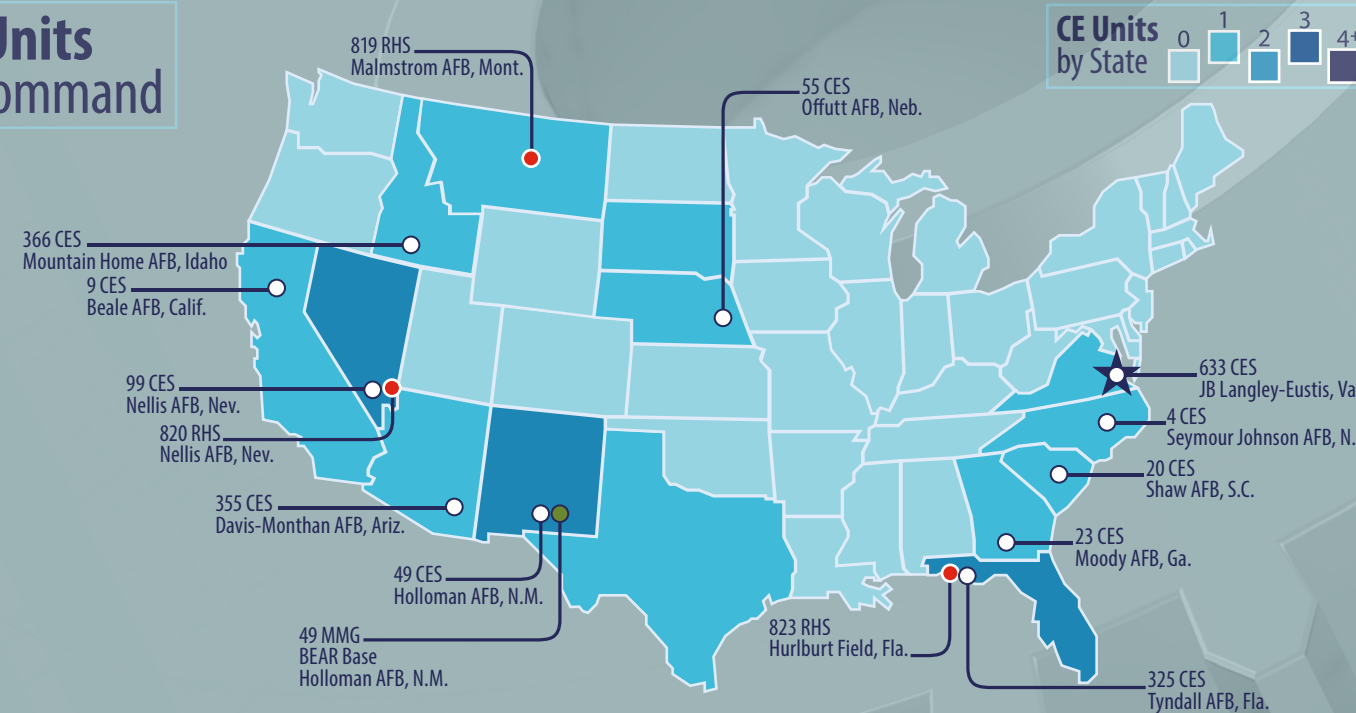 Units
ommand
CE Units
by State
0
1
2
3
4+
819 RHS
Malmstrom AFB, Mont.
55 CES
Offutt AFB, Neb.
366 CES
Mountain Home AFB, Idaho
9 CES
Beale AFB, Calif.
99 CES
Nellis AFB, Nev.
820 RHS
Nellis AFB, Nev.
355 CES
Davis-Monthan AFB, Ariz.
49 CES
Holloman AFB, N.M.
49 MMG
BEAR Base
Holloman AFB, N.M.
633 CES
JB Langley-Eustis, Va
4 CES
Seymour Johnson AFB, N.
20 CES
Shaw AFB, S.C.
23 CES
Moody AFB, Ga.
823 RHS
Hurlburt Field, Fla.
325 CES
Tyndall AFB, Fla.